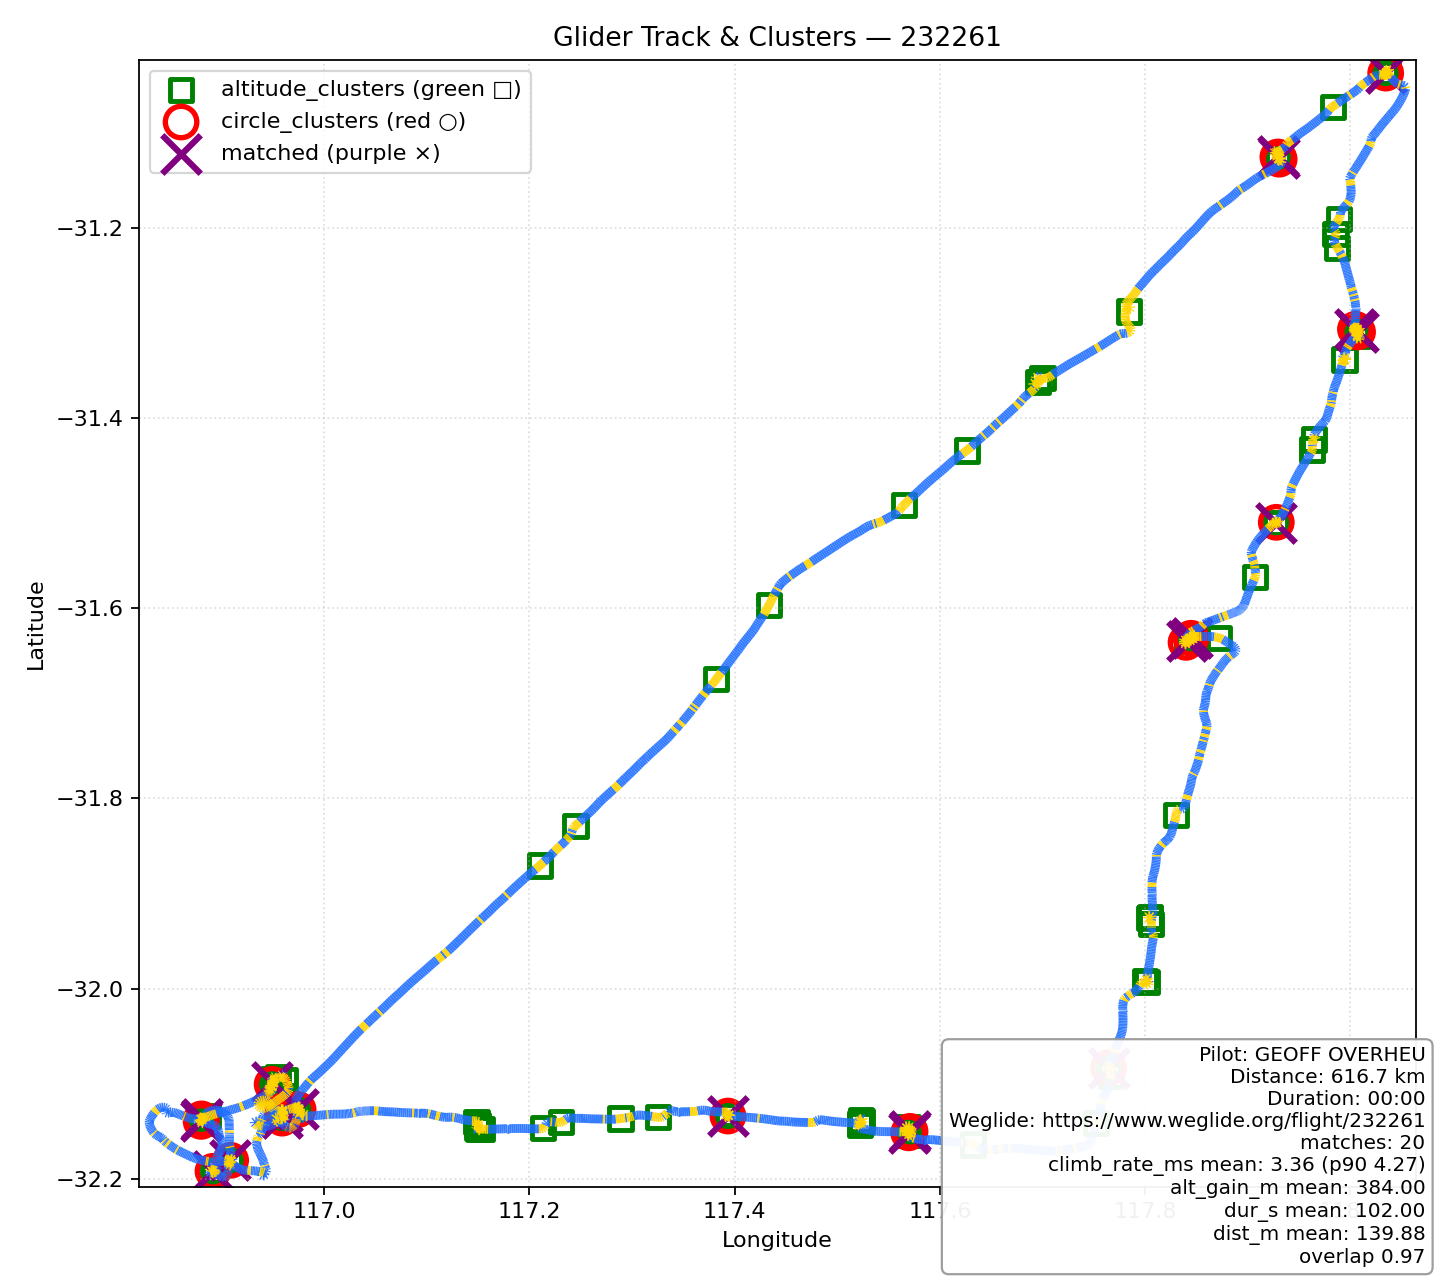 Glider Track & Clusters — 232261
altitude_clusters (green □)
circle_clusters (red ○)
matched (purple ×)
−31.2
−31.4
−31.6
−31.8
−32.0
−32.2
Latitude
117.0
117.2
117.4
117.6
117.8
Longitude
Pilot: GEOFF OVERHEU
Distance: 616.7 km
Duration: 00:00
Weglide: https://www.weglide.org/flight/232261
matches: 20
climb_rate_ms mean: 3.36 (p90 4.27)
alt_gain_m mean: 384.00
dur_s mean: 102.00
dist_m mean: 139.88
overlap 0.97